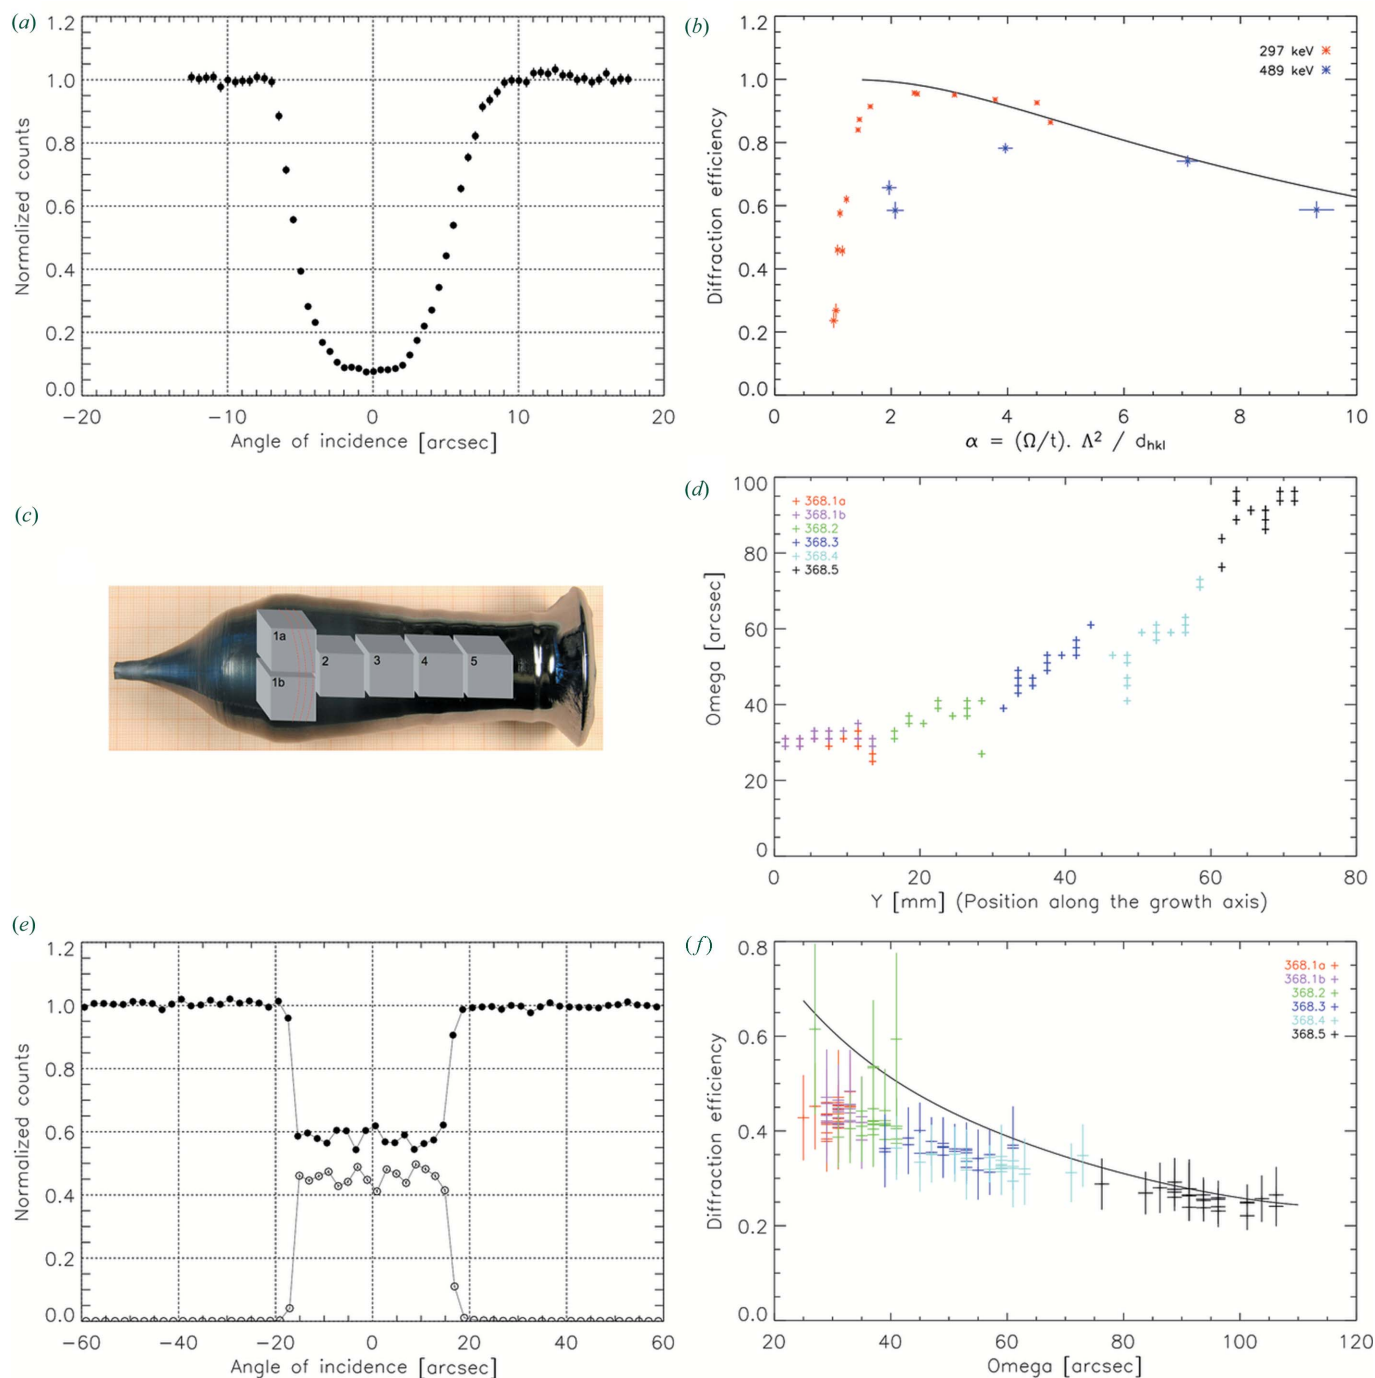 (a)
1.2
1.0
0.8
0.6
0.4
0.2
0.0
Normalized counts
−20 −10 0 10 20
Angle of incidence [arcsec]
(b)
1.2
1.0
0.8
0.6
0.4
0.2
0.0
Diffraction efficiency
297 keV
489 keV
0 2 4 6 8 10
α = (Ω/t). Λ² / dhkl
(c)
1a
1b
2 3 4 5
(d)
100
80
60
40
20
0
Omega [arcsec]
+ 368.1a
+ 368.1b
+ 368.2
+ 368.3
+ 368.4
+ 368.5
0 20 40 60 80
Y [mm] (Position along the growth axis)
(e)
1.2
1.0
0.8
0.6
0.4
0.2
0.0
Normalized counts
−60 −40 −20 0 20 40 60
Angle of incidence [arcsec]
(f)
0.8
0.6
0.4
0.2
0.0
Diffraction efficiency
368.1a +
368.1b +
368.2 +
368.3 +
368.4 +
368.5 +
20 40 60 80 100 120
Omega [arcsec]